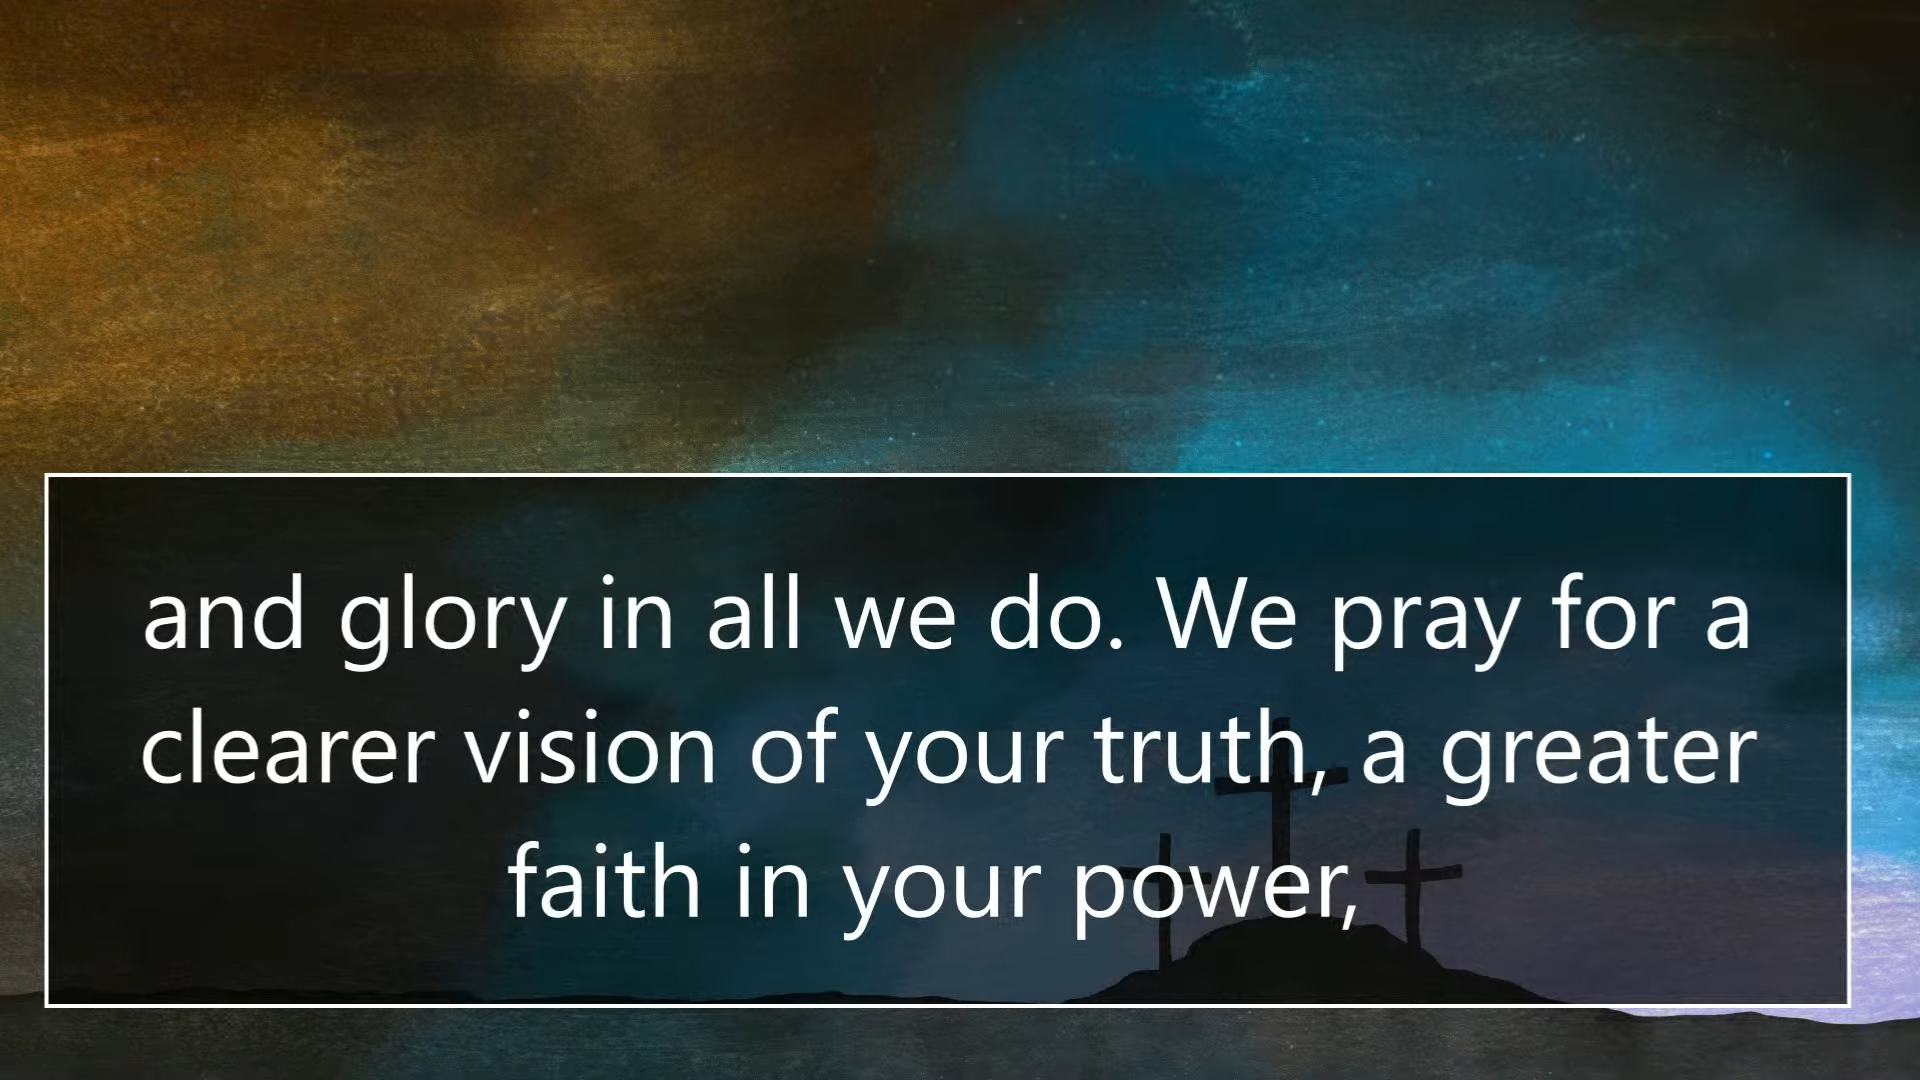 and glory in all we do. We pray for a
clearer vision of your truth, a greater
faith in your power,